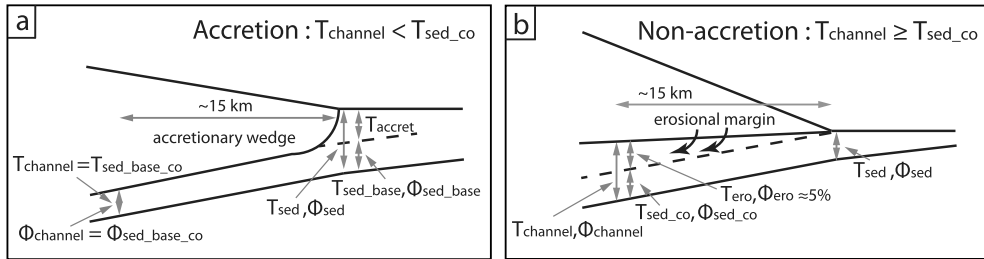 a
Accretion : Tchannel < Tsed_co
~15 km
Taccret
accretionary wedge
Tchannel=Tsed_base_co
Tsed_base,Φsed_base
Tsed,Φsed
Φchannel = Φsed_base_co
b
Non-accretion : Tchannel ≥ Tsed_co
~15 km
erosional margin
Tsed,Φsed
Tero,Φero ≈5%
Tsed_co,Φsed_co
Tchannel,Φchannel